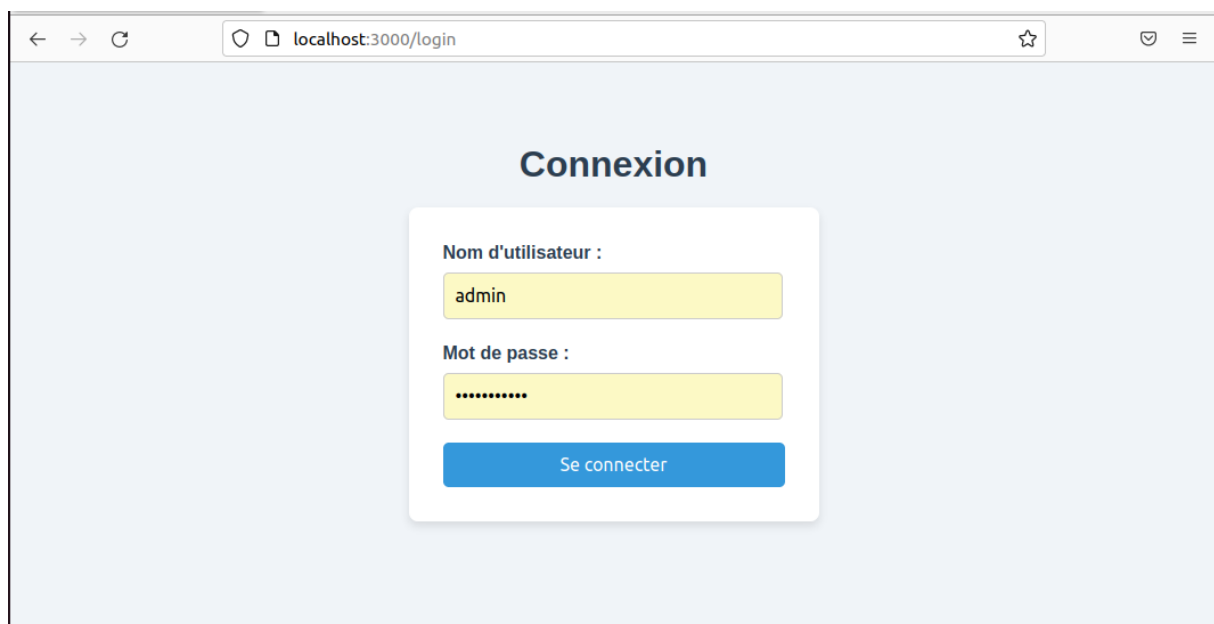 localhost:3000/login
Connexion
Nom d'utilisateur :
admin
Mot de passe :
•••••••••••
Se connecter